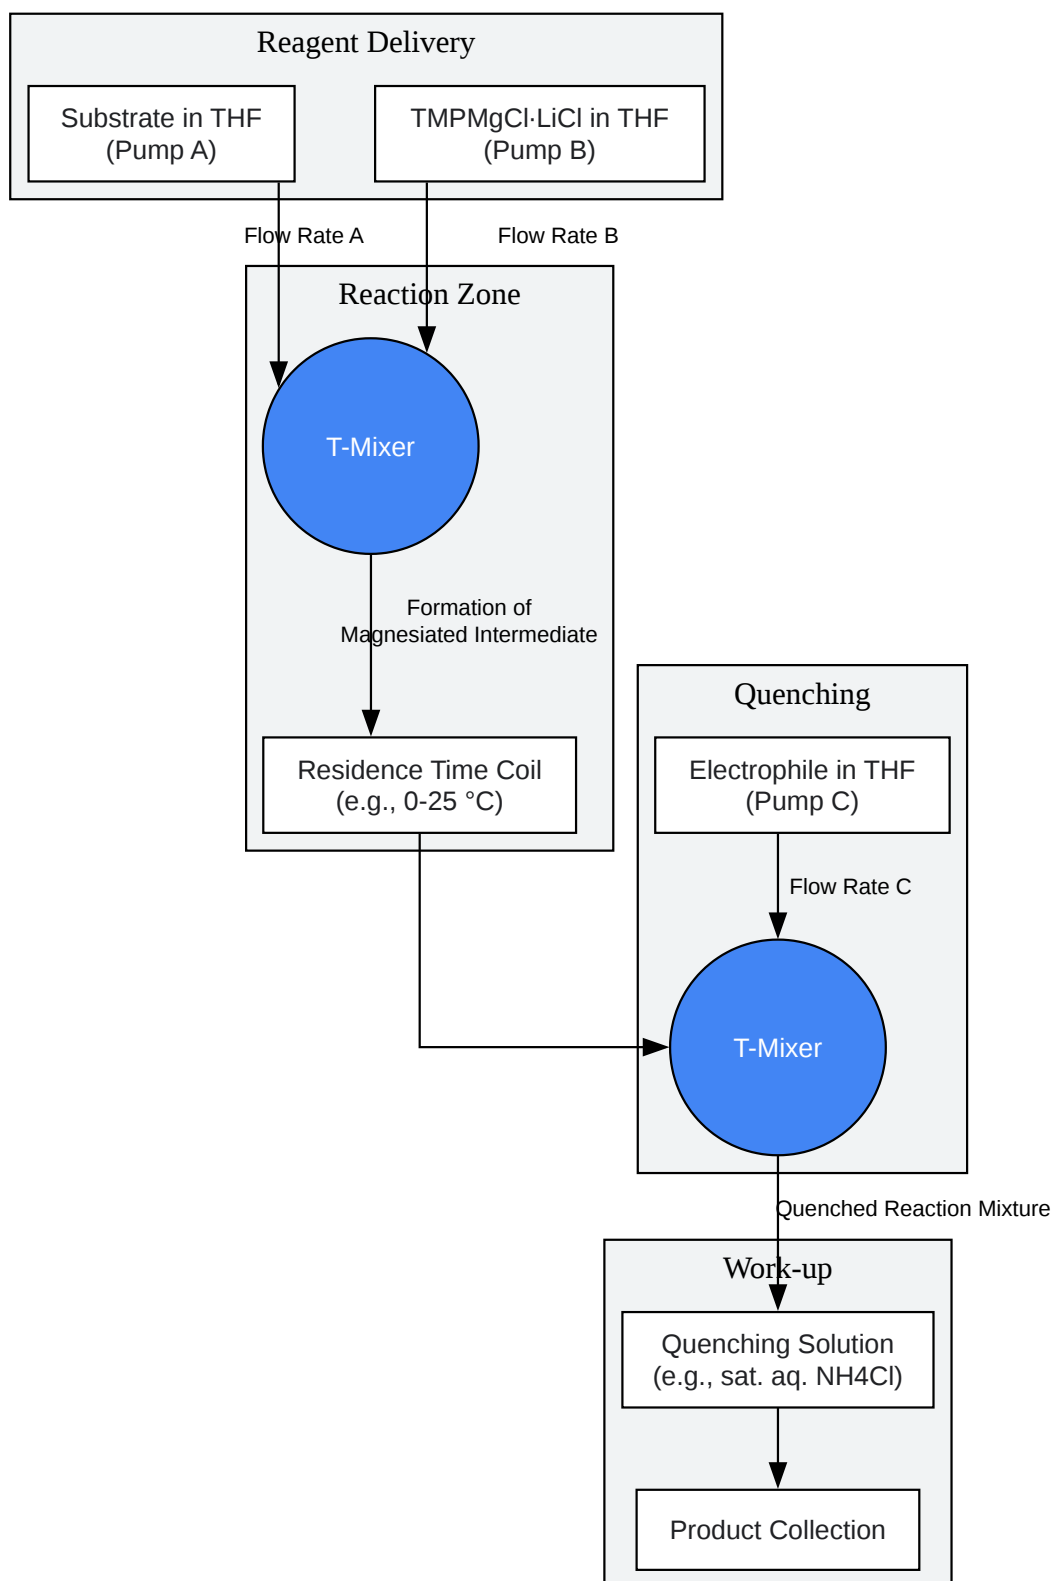 Reagent Delivery
Substrate in THF
(Pump A)
TMPMgCl·LiCl in THF
(Pump B)
Flow Rate A
Flow Rate B
Reaction Zone
T-Mixer
Formation of
Magnesiated Intermediate
Residence Time Coil
(e.g., 0-25 °C)
Quenching
Electrophile in THF
(Pump C)
Flow Rate C
T-Mixer
Quenched Reaction Mixture
Work-up
Quenching Solution
(e.g., sat. aq. NH4Cl)
Product Collection